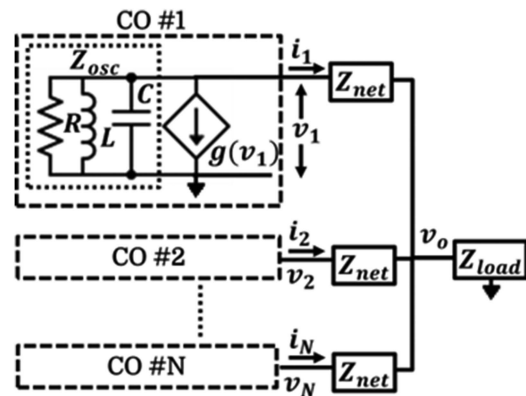 CO #1
Z_osc
i_1
Z_net
R
L
C
g(v_1)
v_1
CO #2
i_2
v_2
Z_net
v_o
Z_load
CO #N
i_N
v_N
Z_net